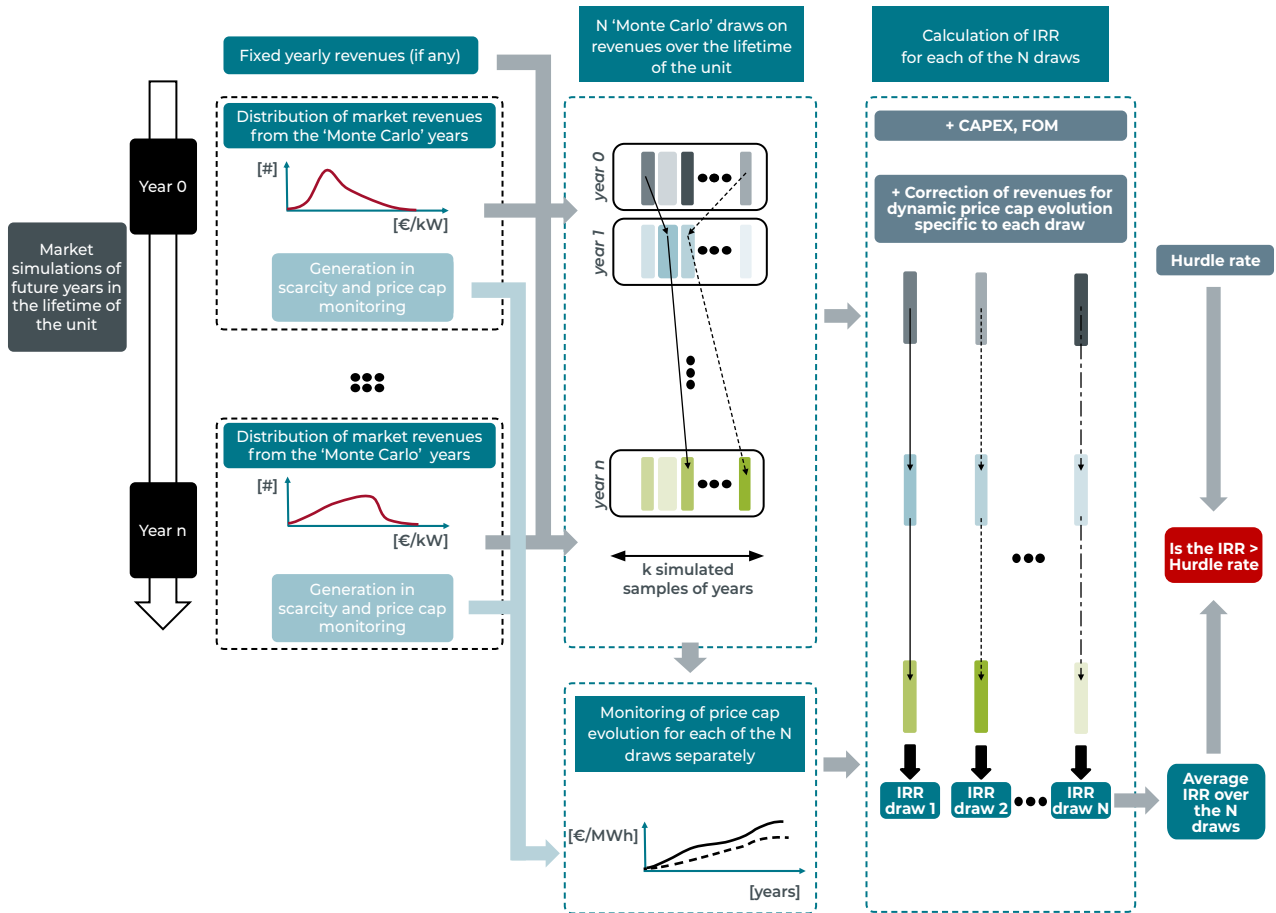 Market
simulations of
future years in
the lifetime of
the unit
Year 0
Year n
Fixed yearly revenues (if any)
Distribution of market revenues
from the ‘Monte Carlo’ years
[#]
[€/kW]
Generation in
scarcity and price cap
monitoring
Distribution of market revenues
from the ‘Monte Carlo’ years
[#]
[€/kW]
Generation in
scarcity and price cap
monitoring
N ‘Monte Carlo’ draws on
revenues over the lifetime
of the unit
year 0
year 1
year n
k simulated
samples of years
Monitoring of price cap
evolution for each of the N
draws separately
[€/MWh]
[years]
Calculation of IRR
for each of the N draws
+ CAPEX, FOM
+ Correction of revenues for
dynamic price cap evolution
specific to each draw
IRR
draw 1
IRR
draw 2
IRR
draw N
Hurdle rate
Is the IRR >
Hurdle rate
Average
IRR over
the N
draws